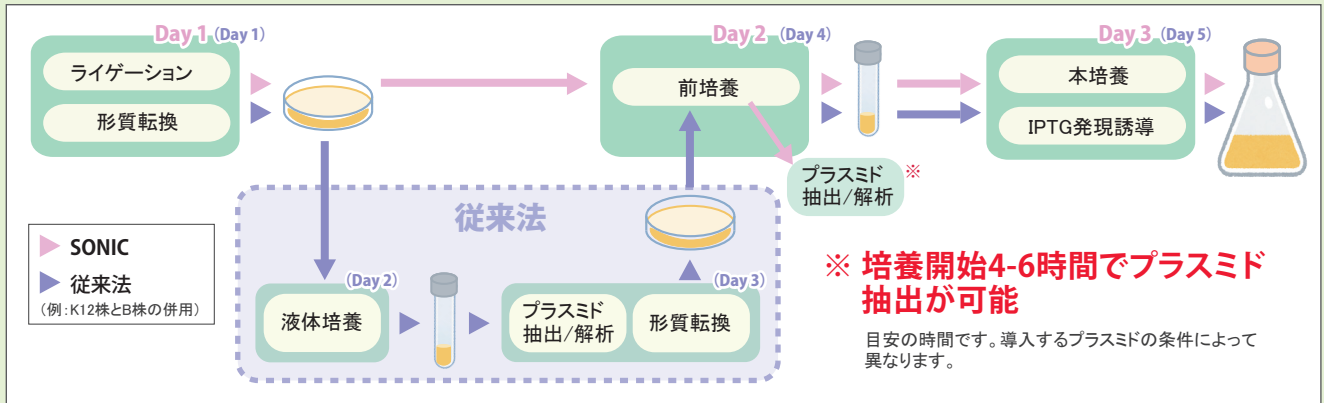 Day 1 (Day 1)
ライゲーション
形質転換
Day 2 (Day 4)
前培養
プラスミド
抽出/解析
※
Day 3 (Day 5)
本培養
IPTG発現誘導
従来法
(Day 2)
液体培養
(Day 3)
プラスミド
抽出/解析
形質転換
SONIC
従来法
(例:K12株とB株の併用)
※ 培養開始4-6時間でプラスミド
抽出が可能
目安の時間です。導入するプラスミドの条件によって
異なります。